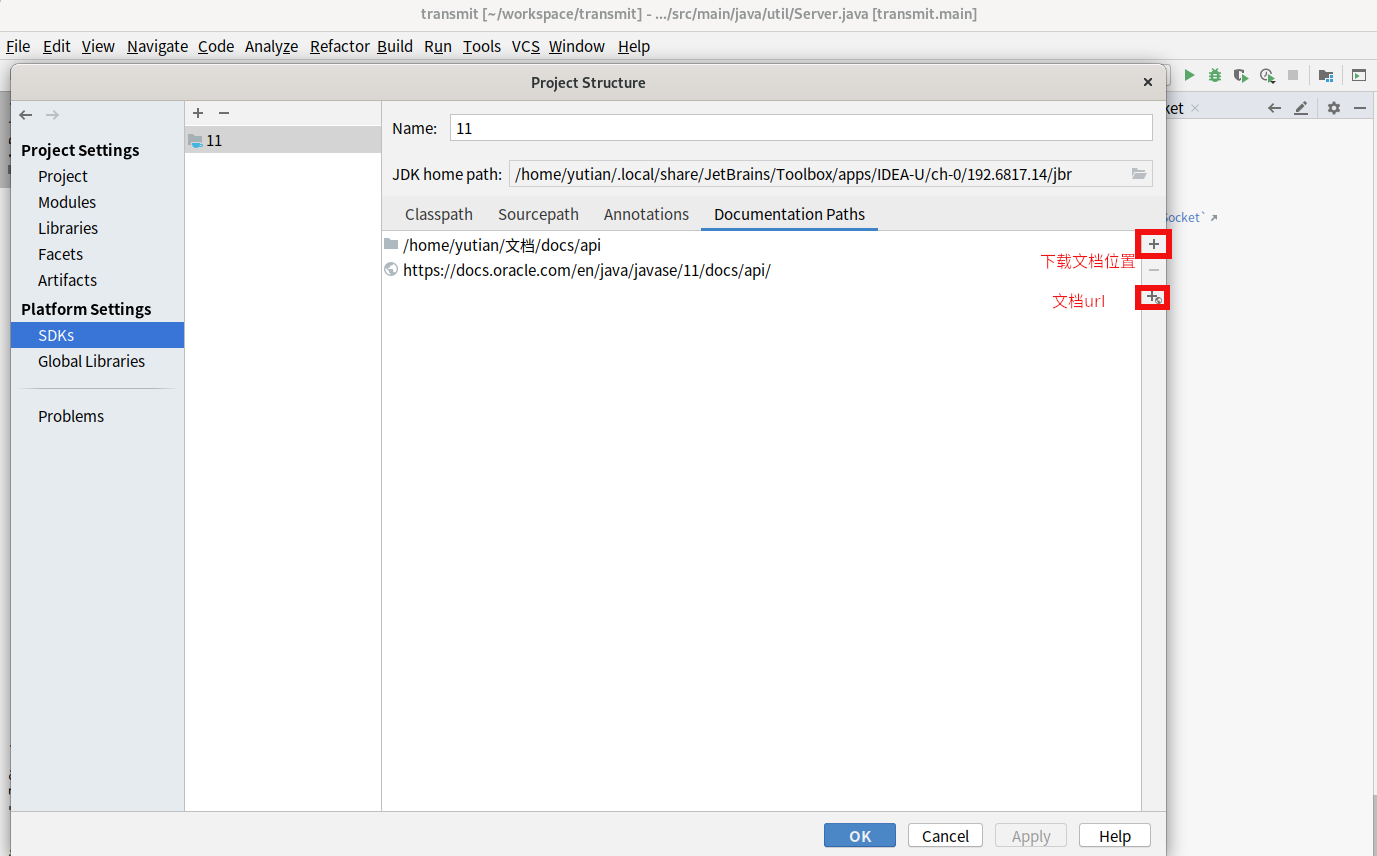 transmit [~/workspace/transmit] - .../src/main/java/util/Server.java [transmit.main]
File Edit View Navigate Code Analyze Refactor Build Run Tools VCS Window Help
Project Structure
Project Settings
Project
Modules
Libraries
Facets
Artifacts
Platform Settings
SDKs
Global Libraries
Problems
11
Name: 11
JDK home path: /home/yutian/.local/share/JetBrains/Toolbox/apps/IDEA-U/ch-0/192.6817.14/jbr
Classpath Sourcepath Annotations Documentation Paths
/home/yutian/文档/docs/api
https://docs.oracle.com/en/java/javase/11/docs/api/
下载文档位置
文档url
OK Cancel Apply Help